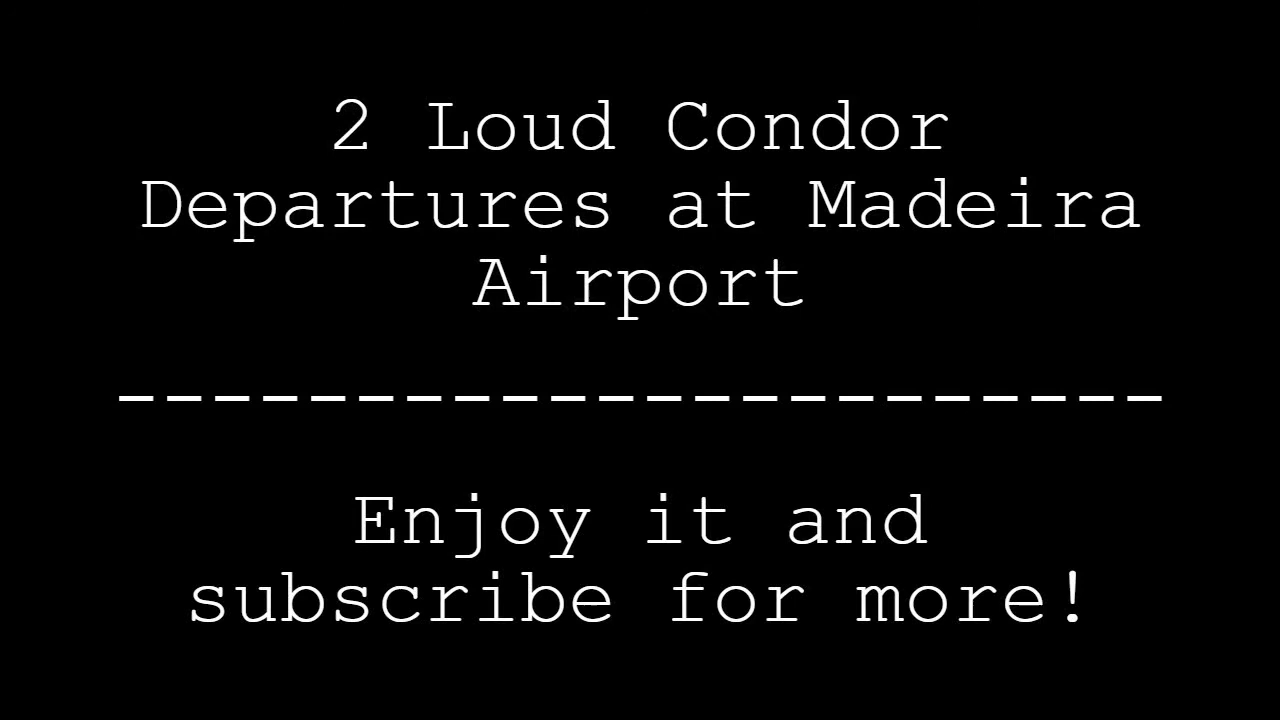 2 Loud Condor
Departures at Madeira
Airport
----------------------
Enjoy it and
subscribe for more!